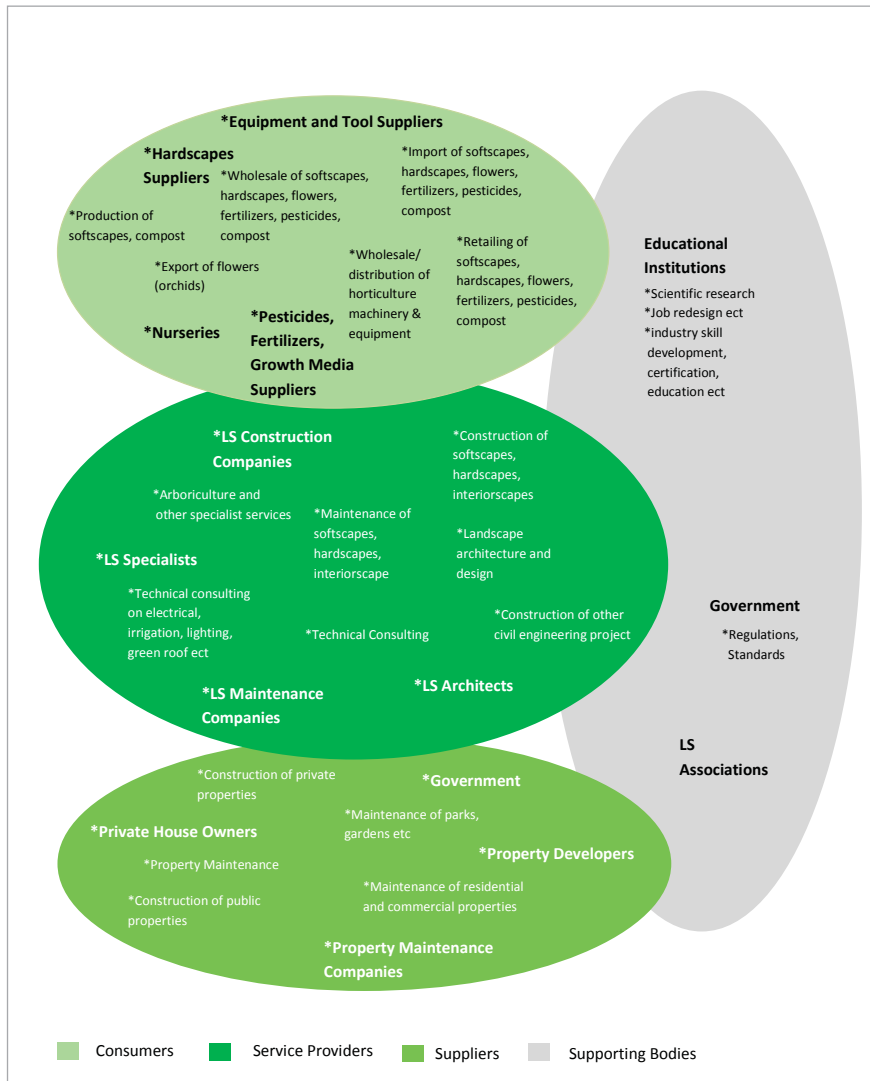 *Equipment and Tool Suppliers
*Hardscapes
Suppliers
*Wholesale of softscapes,
hardscapes, flowers,
fertilizers, pesticides,
compost
*Import of softscapes,
hardscapes, flowers,
fertilizers, pesticides,
compost
*Production of
softscapes, compost
*Export of flowers
(orchids)
*Wholesale/
distribution of
horticulture
machinery &
equipment
*Retailing of
softscapes,
hardscapes, flowers,
fertilizers, pesticides,
compost
*Nurseries
*Pesticides,
Fertilizers,
Growth Media
Suppliers
Educational
Institutions
*Scientific research
*Job redesign ect
*industry skill
development,
certification,
education ect
*LS Construction
Companies
*Construction of
softscapes,
hardscapes,
interiorscapes
*Arboriculture and
other specialist services
*Maintenance of
softscapes,
hardscapes,
interiorscape
*Landscape
architecture and
design
*LS Specialists
*Technical consulting
on electrical,
irrigation, lighting,
green roof ect
*Technical Consulting
*Construction of other
civil engineering project
*LS Maintenance
Companies
*LS Architects
Government
*Regulations,
Standards
LS
Associations
*Construction of private
properties
*Government
*Private House Owners
*Maintenance of parks,
gardens etc
*Property Developers
*Property Maintenance
*Construction of public
properties
*Maintenance of residential
and commercial properties
*Property Maintenance
Companies
Consumers
Service Providers
Suppliers
Supporting Bodies